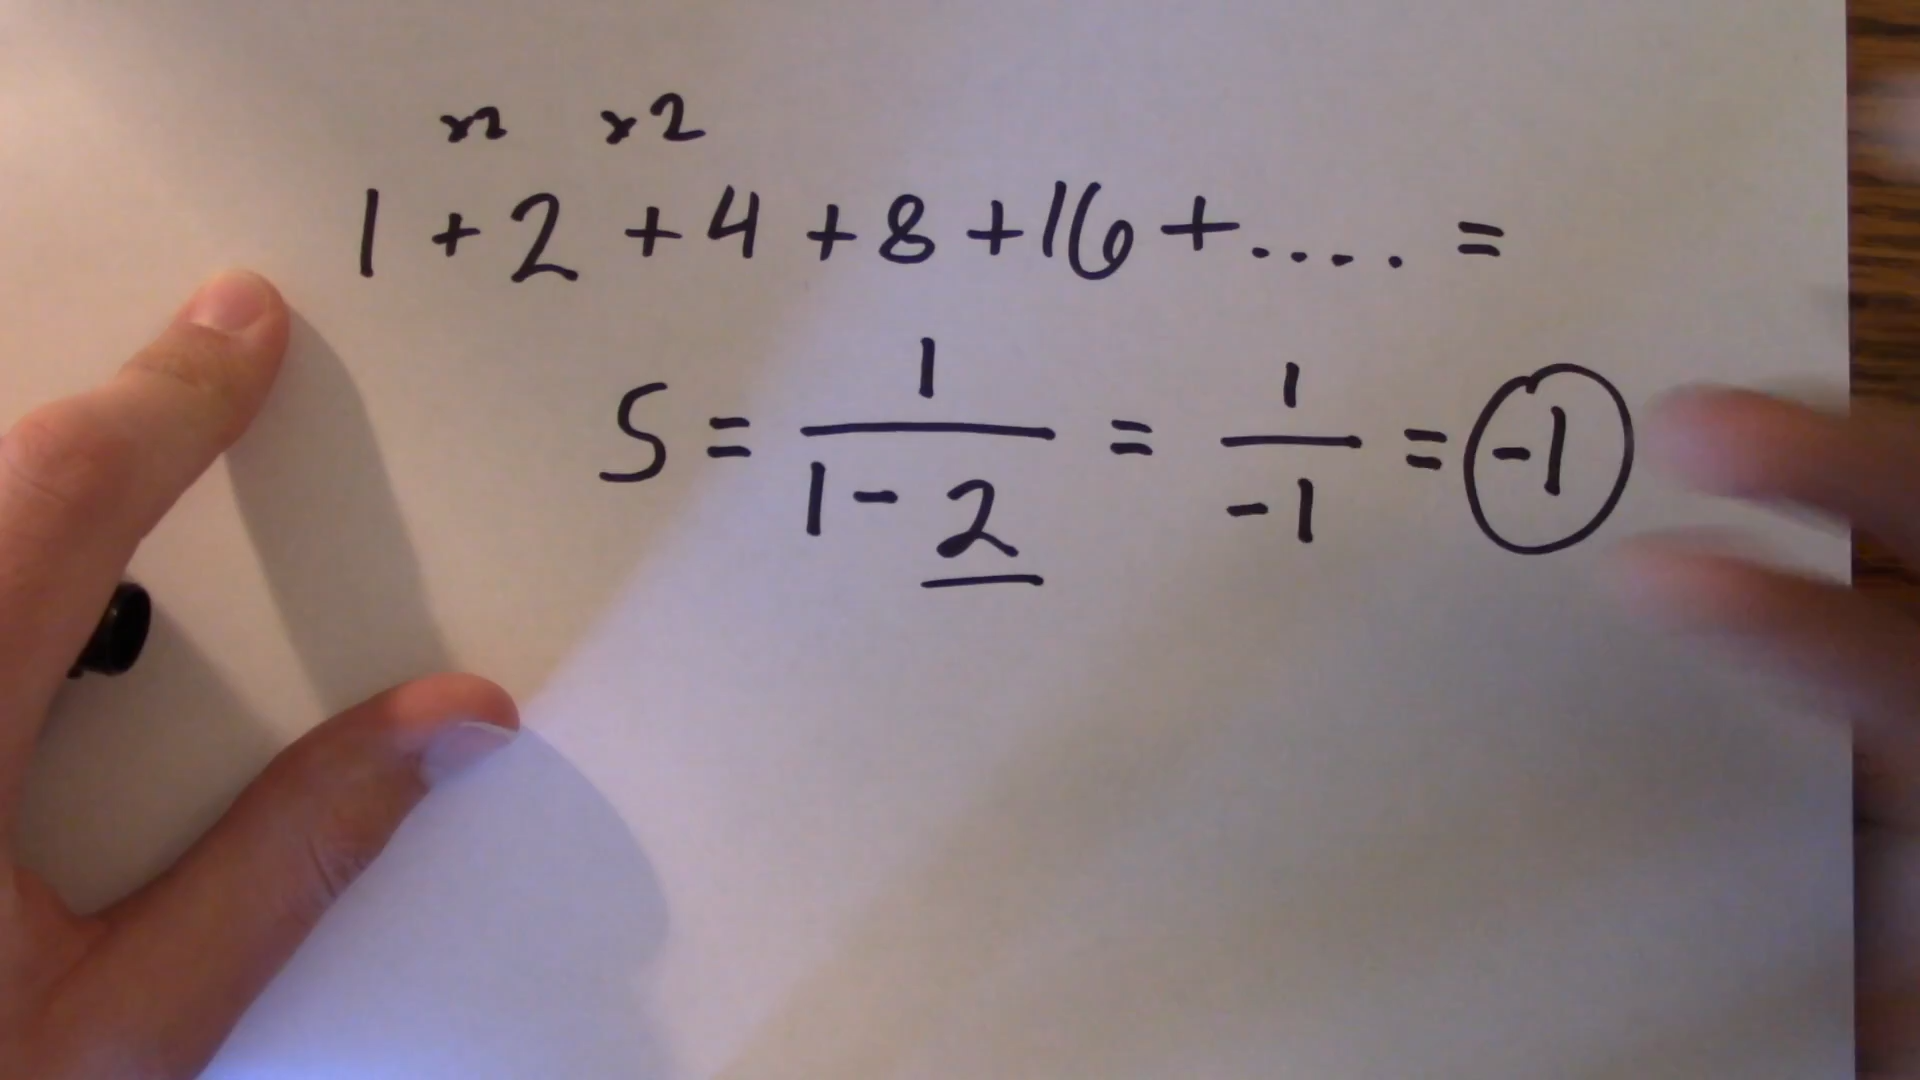 x2 x2
1 + 2 + 4 + 8 + 16 + .... =
S = 1/(1 - 2) = 1/-1 = -1